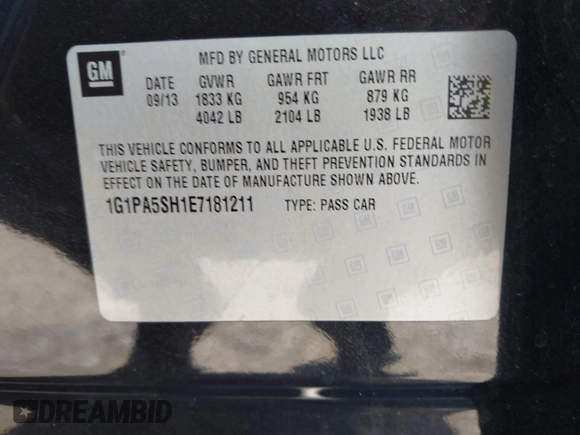 GM
MFD BY GENERAL MOTORS LLC
DATE GVWR GAWR FRT GAWR RR
09/13 1833 KG 954 KG 879 KG
4042 LB 2104 LB 1938 LB
THIS VEHICLE CONFORMS TO ALL APPLICABLE U.S. FEDERAL MOTOR
VEHICLE SAFETY, BUMPER, AND THEFT PREVENTION STANDARDS IN
EFFECT ON THE DATE OF MANUFACTURE SHOWN ABOVE.
1G1PA5SH1E7181211 TYPE: PASS CAR
DREAMBID